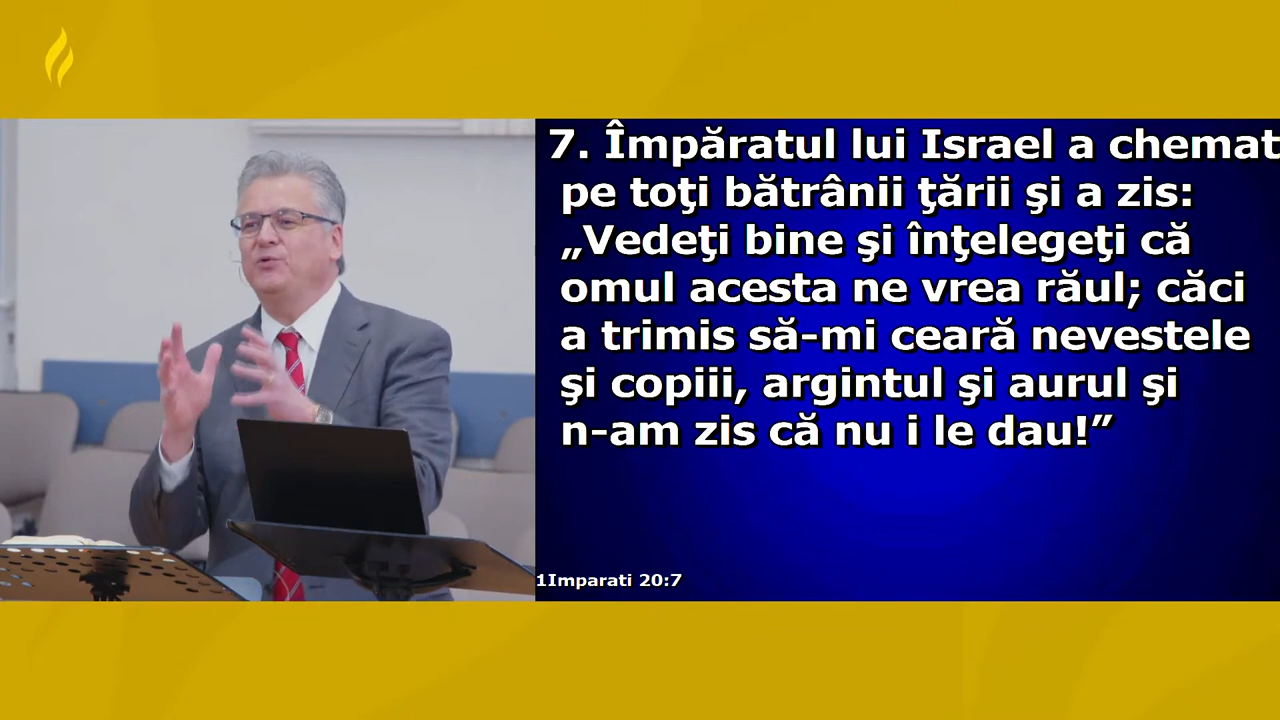 7. Împăratul lui Israel a chemat
pe toţi bătrânii ţării şi a zis:
„Vedeţi bine şi înţelegeţi că
omul acesta ne vrea răul; căci
a trimis să-mi ceară nevestele
şi copiii, argintul şi aurul şi
n-am zis că nu i le dau!”
1Imparati 20:7